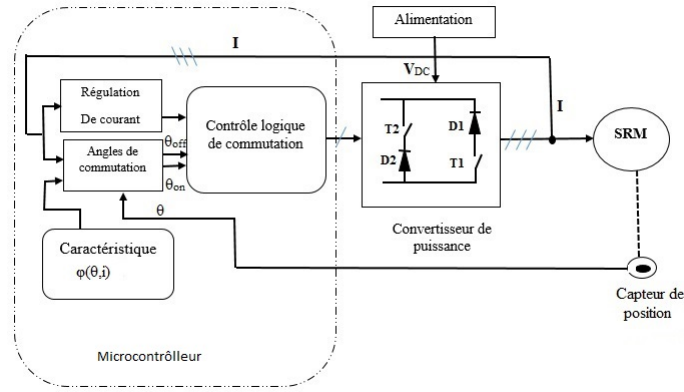 Alimentation
I
VDC
Régulation
De courant
Contrôle logique
de commutation
θoff
Angles de
commutation
θon
θ
T2
D1
D2
T1
I
SRM
Convertisseur de
puissance
Caractéristique
φ(θ,i)
Capteur de
position
Microcontrôlleur